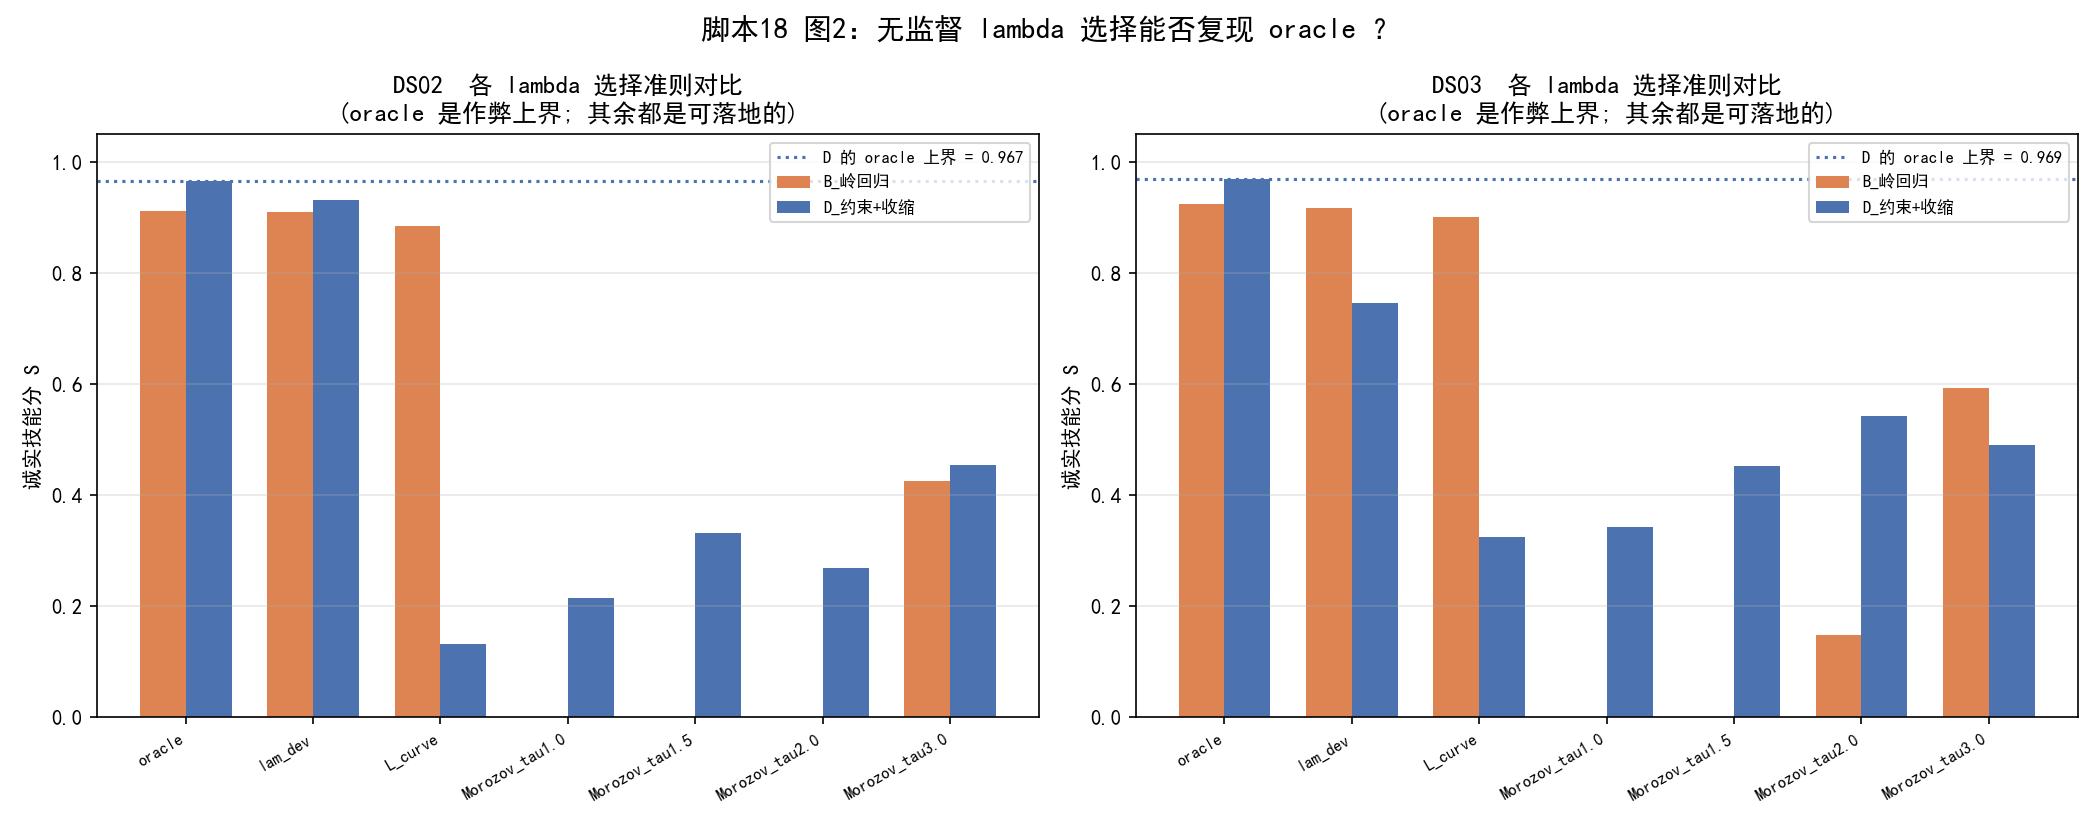 脚本18 图2：无监督 lambda 选择能否复现 oracle ？
DS02  各 lambda 选择准则对比
(oracle 是作弊上界; 其余都是可落地的)
诚实技能分 S
1.0
0.8
0.6
0.4
0.2
0.0
D 的 oracle 上界 = 0.967
B_岭回归
D_约束+收缩
oracle
lam_dev
L_curve
Morozov_tau1.0
Morozov_tau1.5
Morozov_tau2.0
Morozov_tau3.0
DS03  各 lambda 选择准则对比
(oracle 是作弊上界; 其余都是可落地的)
诚实技能分 S
1.0
0.8
0.6
0.4
0.2
0.0
D 的 oracle 上界 = 0.969
B_岭回归
D_约束+收缩
oracle
lam_dev
L_curve
Morozov_tau1.0
Morozov_tau1.5
Morozov_tau2.0
Morozov_tau3.0